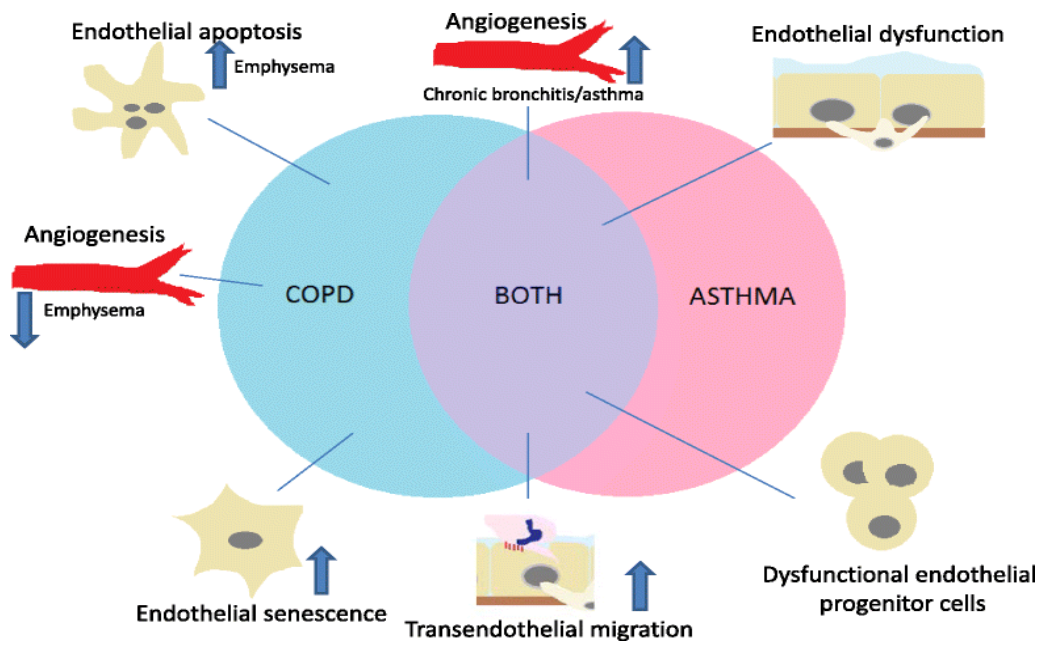 Endothelial apoptosis
Emphysema
Angiogenesis
Chronic bronchitis/asthma
Endothelial dysfunction
Angiogenesis
Emphysema
COPD
BOTH
ASTHMA
Endothelial senescence
Transendothelial migration
Dysfunctional endothelial
progenitor cells